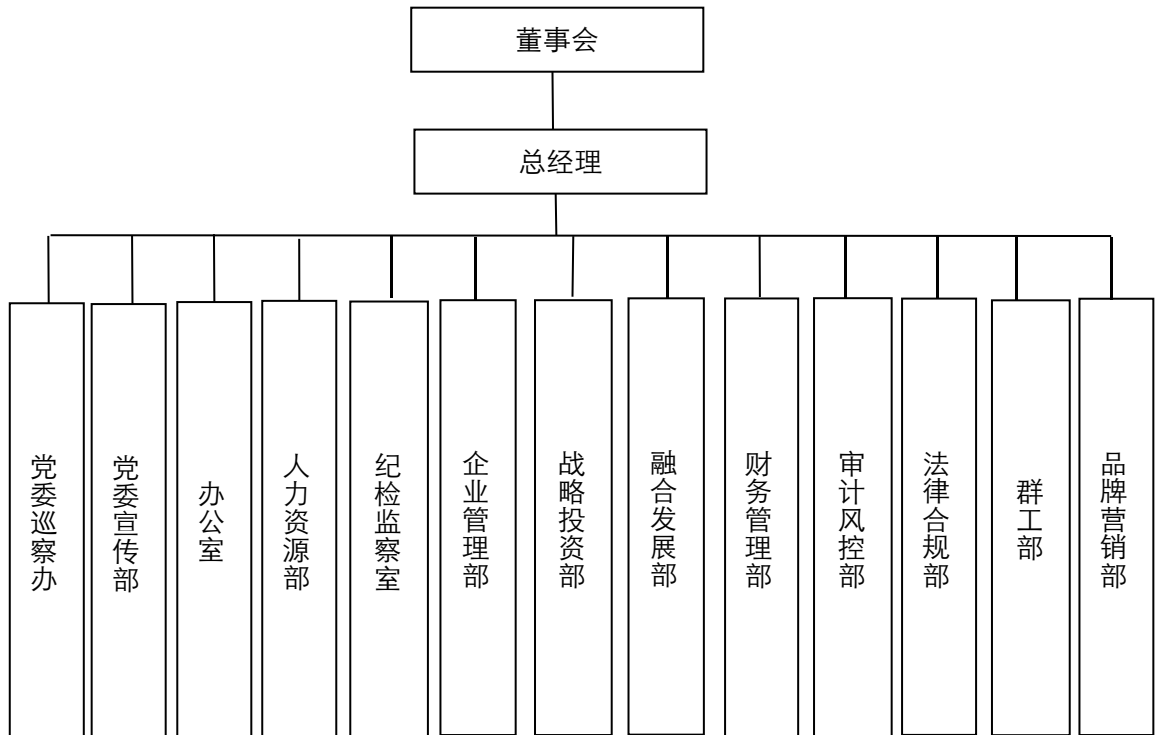 董事会
总经理
党委巡察办
党委宣传部
办公室
人力资源部
纪检监察室
企业管理部
战略投资部
融合发展部
财务管理部
审计风控部
法律合规部
群工部
品牌营销部